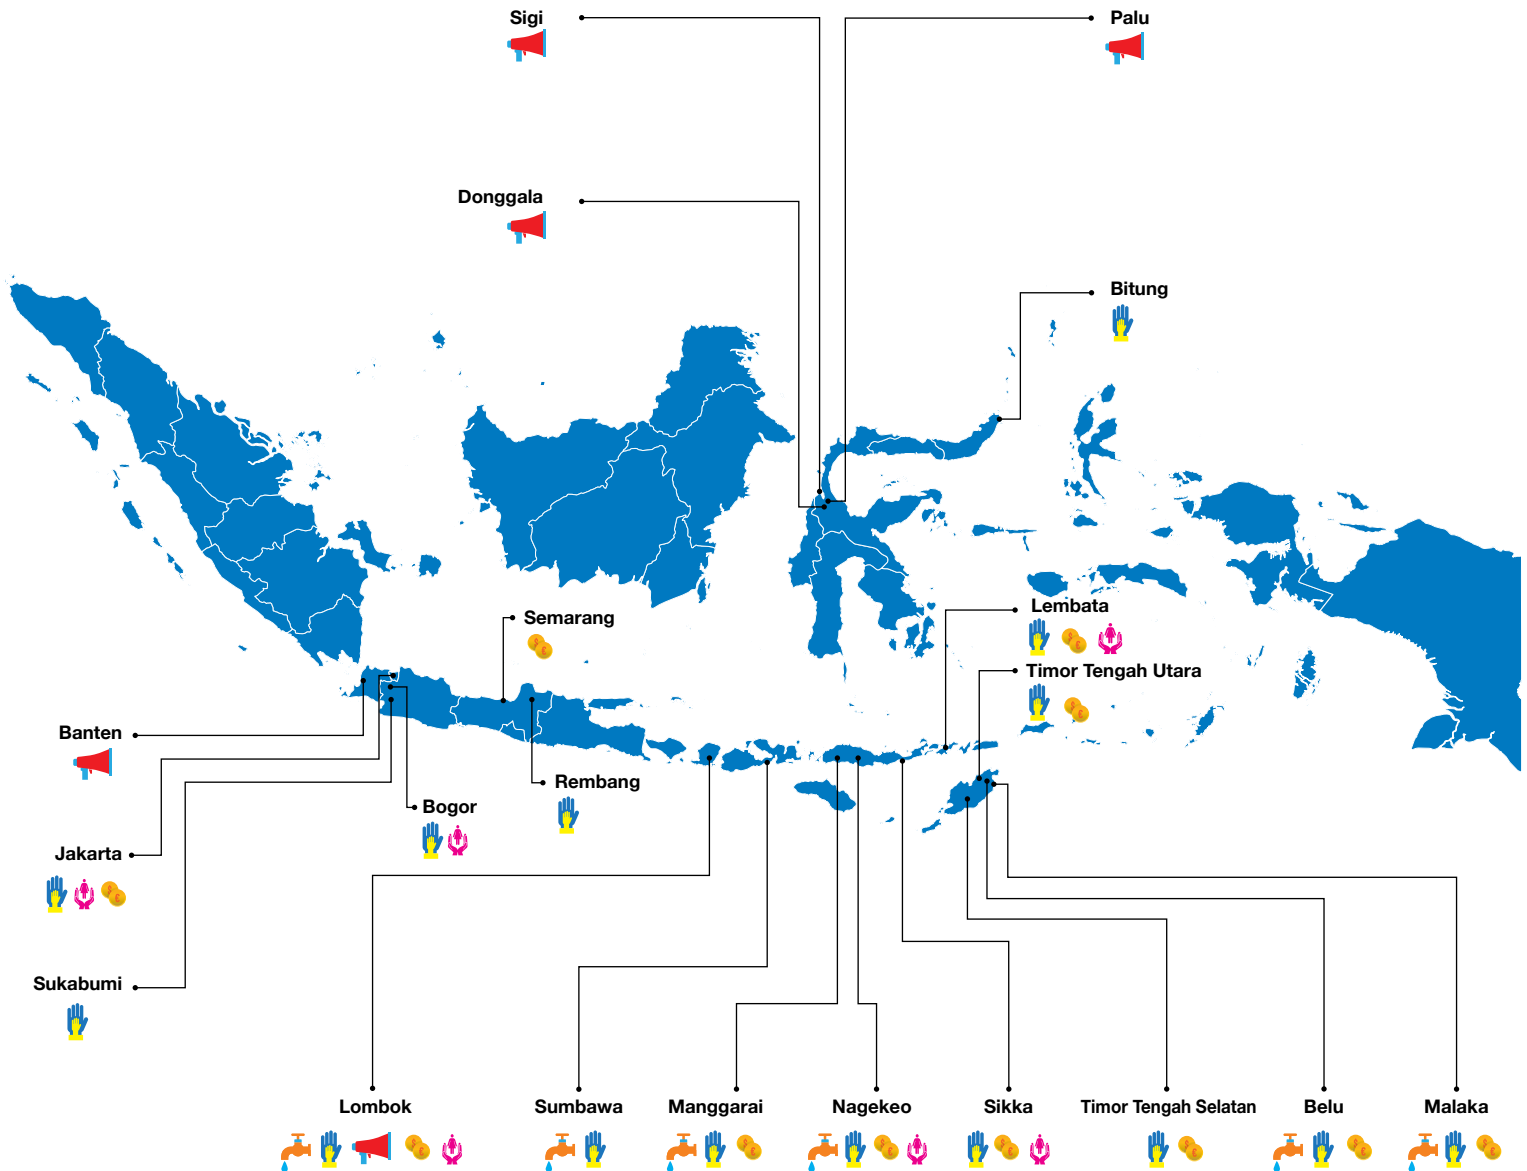 Sigi
Palu
Donggala
Bitung
Lembata
Semarang
Timor Tengah Utara
Banten
Rembang
Bogor
Jakarta
Sukabumi
Lombok
Sumbawa
Manggarai
Nagekeo
Sikka
Timor Tengah Selatan
Belu
Malaka